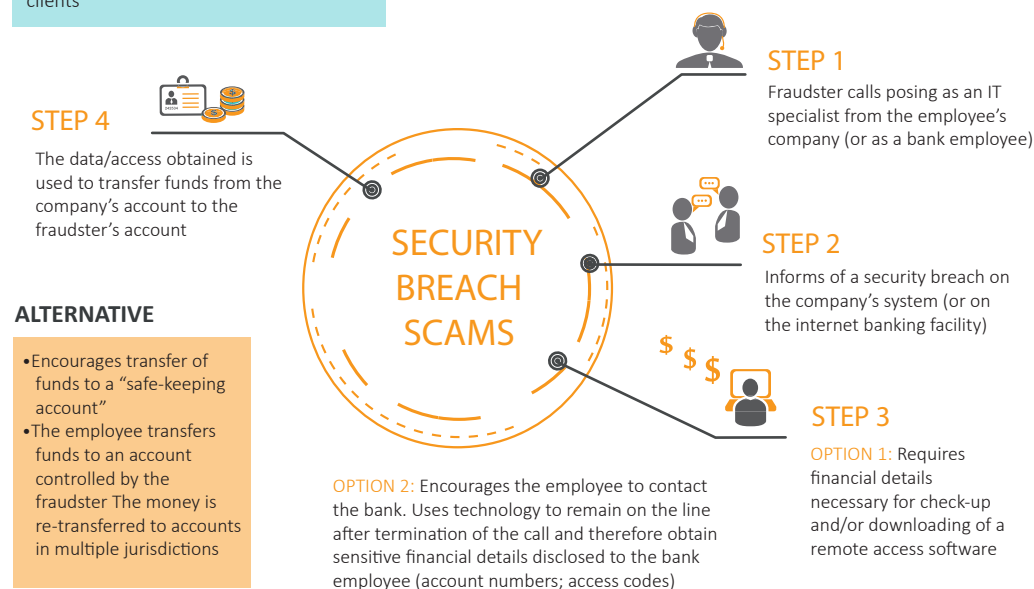 clients
STEP 1
Fraudster calls posing as an IT
specialist from the employee's
company (or as a bank employee)
STEP 2
Informs of a security breach on
the company's system (or on
the internet banking facility)
STEP 3
OPTION 1: Requires
financial details
necessary for check-up
and/or downloading of a
remote access software
OPTION 2: Encourages the employee to contact
the bank. Uses technology to remain on the line
after termination of the call and therefore obtain
sensitive financial details disclosed to the bank
employee (account numbers; access codes)
STEP 4
The data/access obtained is
used to transfer funds from the
company's account to the
fraudster's account
SECURITY
BREACH
SCAMS
ALTERNATIVE
•Encourages transfer of
funds to a “safe-keeping
account”
•The employee transfers
funds to an account
controlled by the
fraudster The money is
re-transferred to accounts
in multiple jurisdictions